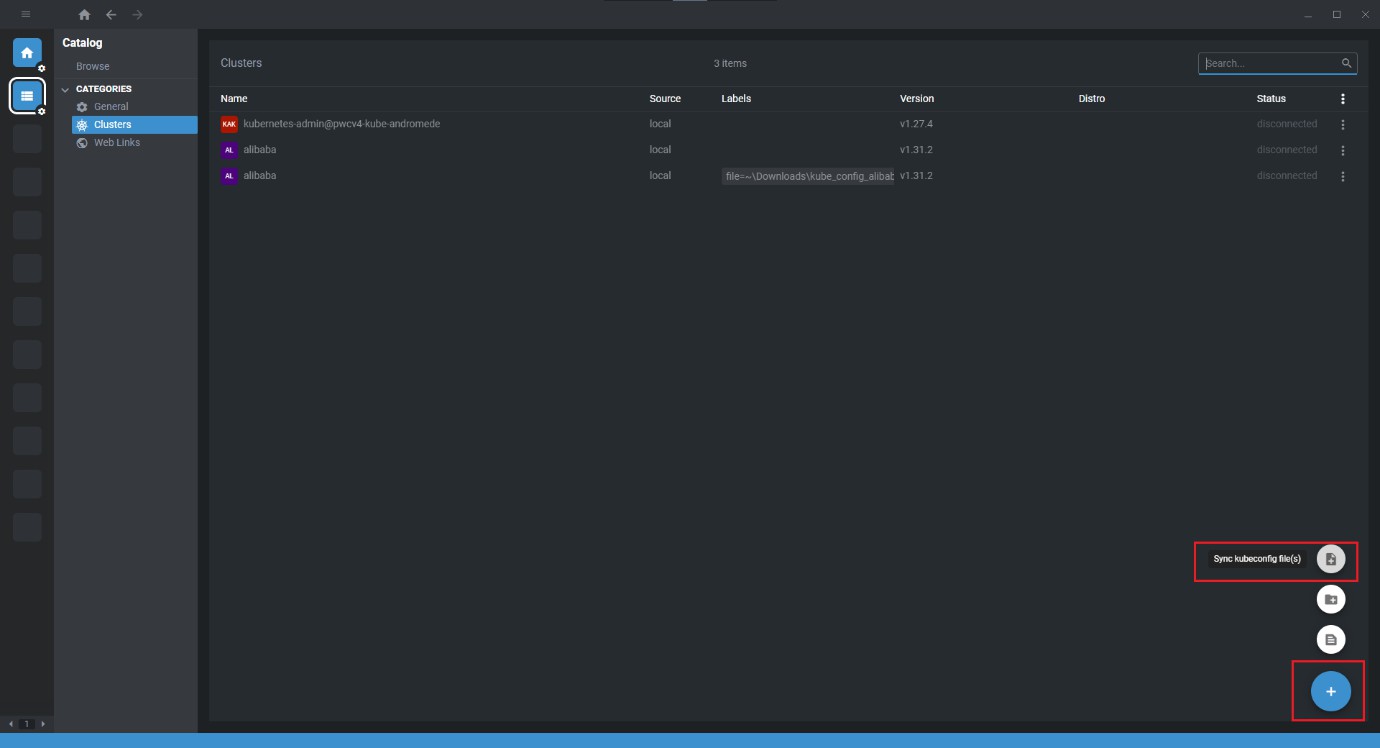 Catalog
Browse
CATEGORIES
General
Clusters
Web Links
Clusters 3 items Search...
Name Source Labels Version Distro Status
KAK kubernetes-admin@pwcv4-kube-andromede local v1.27.4 disconnected
AL alibaba local v1.31.2 disconnected
AL alibaba local file=~\Downloads\kube_config_alibab v1.31.2 disconnected
Sync kubeconfig file(s)
1